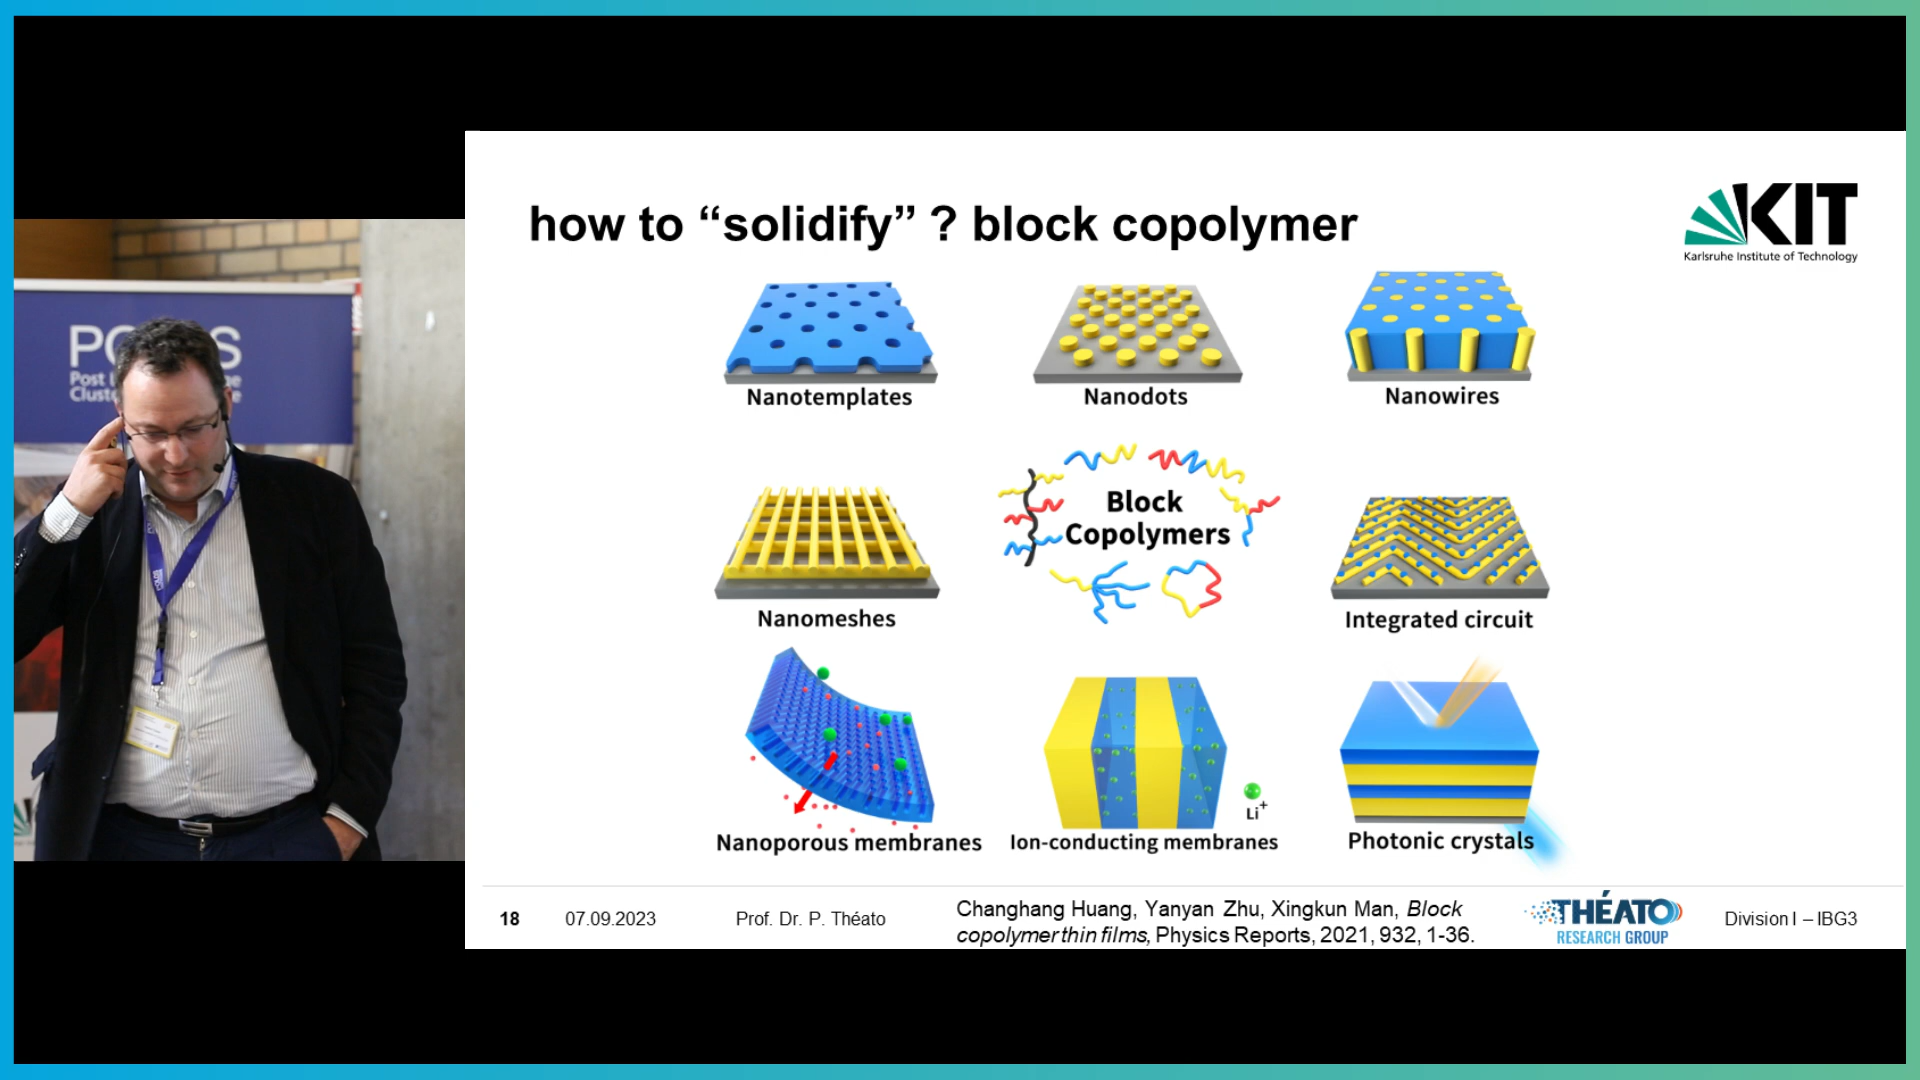 how to “solidify” ? block copolymer
KIT
Karlsruhe Institute of Technology
Nanotemplates
Nanodots
Nanowires
Block
Copolymers
Nanomeshes
Integrated circuit
Nanoporous membranes
Ion-conducting membranes
Li+
Photonic crystals
18
07.09.2023
Prof. Dr. P. Théato
Changhang Huang, Yanyan Zhu, Xingkun Man, Block
copolymer thin films, Physics Reports, 2021, 932, 1-36.
THÉATO
RESEARCH GROUP
Division I – IBG3
Post